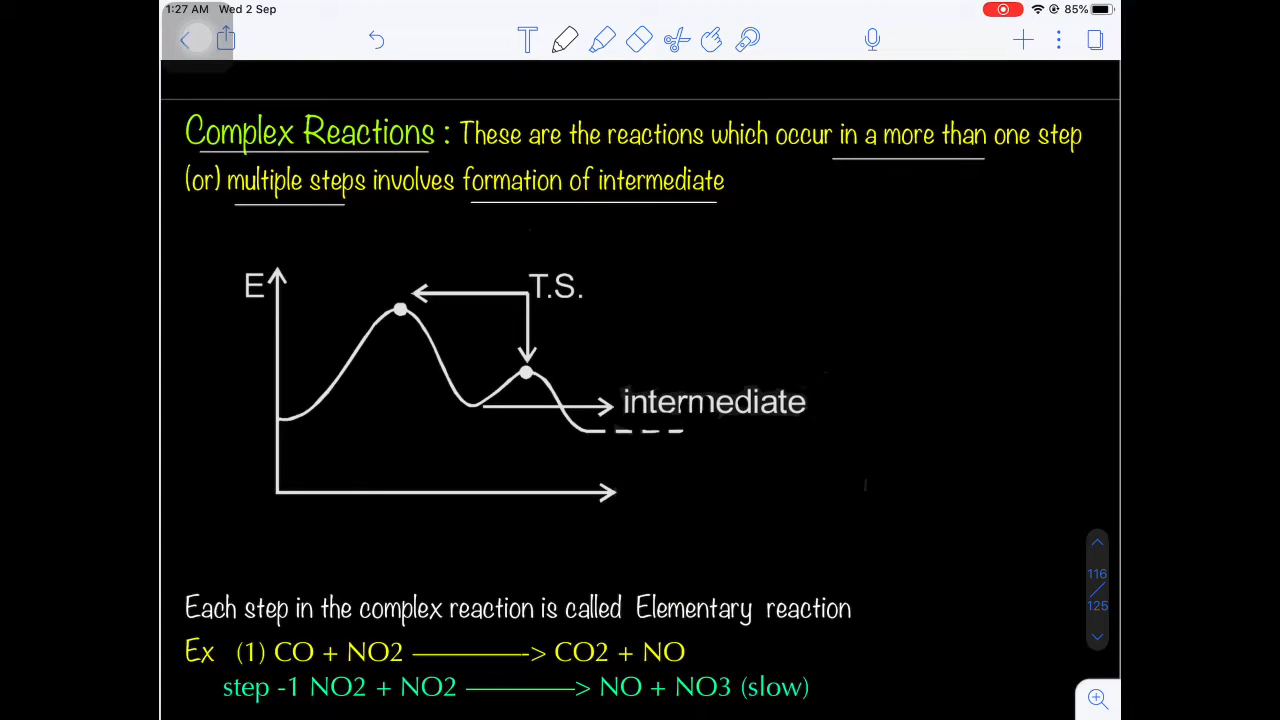 1:27 AM Wed 2 Sep 85%
T
Complex Reactions : These are the reactions which occur in a more than one step
(or) multiple steps involves formation of intermediate
E
T.S.
intermediate
116
125
Each step in the complex reaction is called Elementary reaction
Ex (1) CO + NO2 ————-> CO2 + NO
step -1 NO2 + NO2 ————> NO + NO3 (slow)